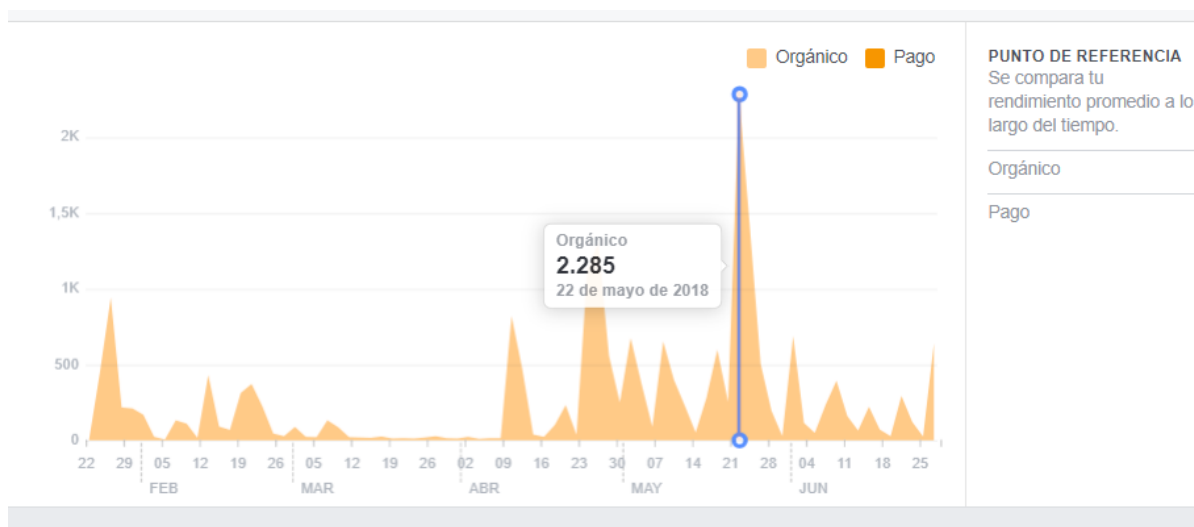 Orgánico Pago
2K
1,5K
1K
500
0
Orgánico
2.285
22 de mayo de 2018
22 29 05 12 19 26 05 12 19 26 02 09 16 23 30 07 14 21 28 04 11 18 25
FEB MAR ABR MAY JUN
PUNTO DE REFERENCIA
Se compara tu
rendimiento promedio a lo
largo del tiempo.
Orgánico
Pago